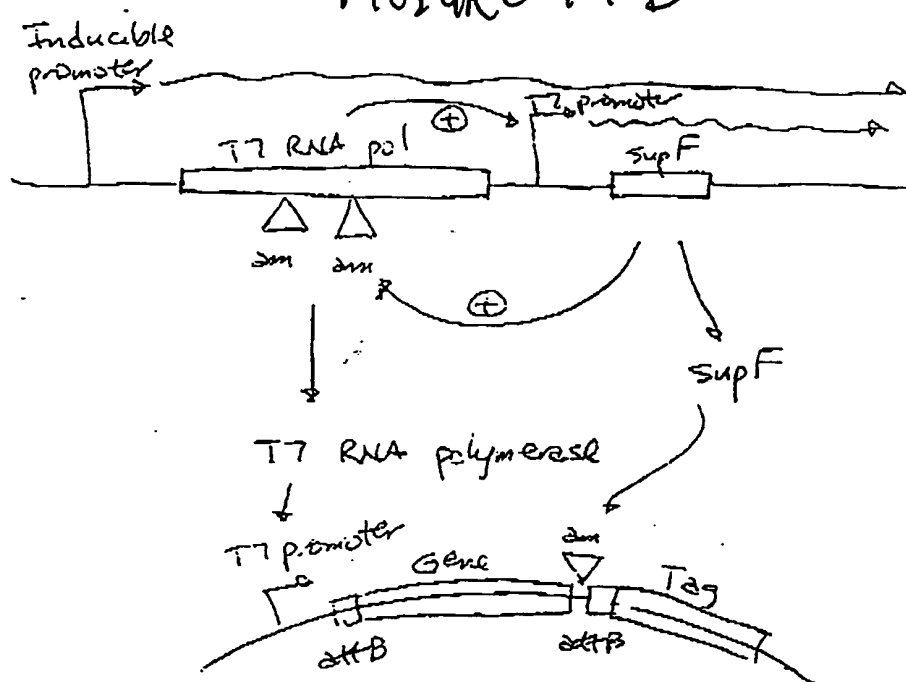 Inducible
promoter
T7 promoter
T7 RNA pol
+
supF
am am
+
supF
T7 RNA polymerase
T7 promoter
Gene
am
Tag
attB
attB